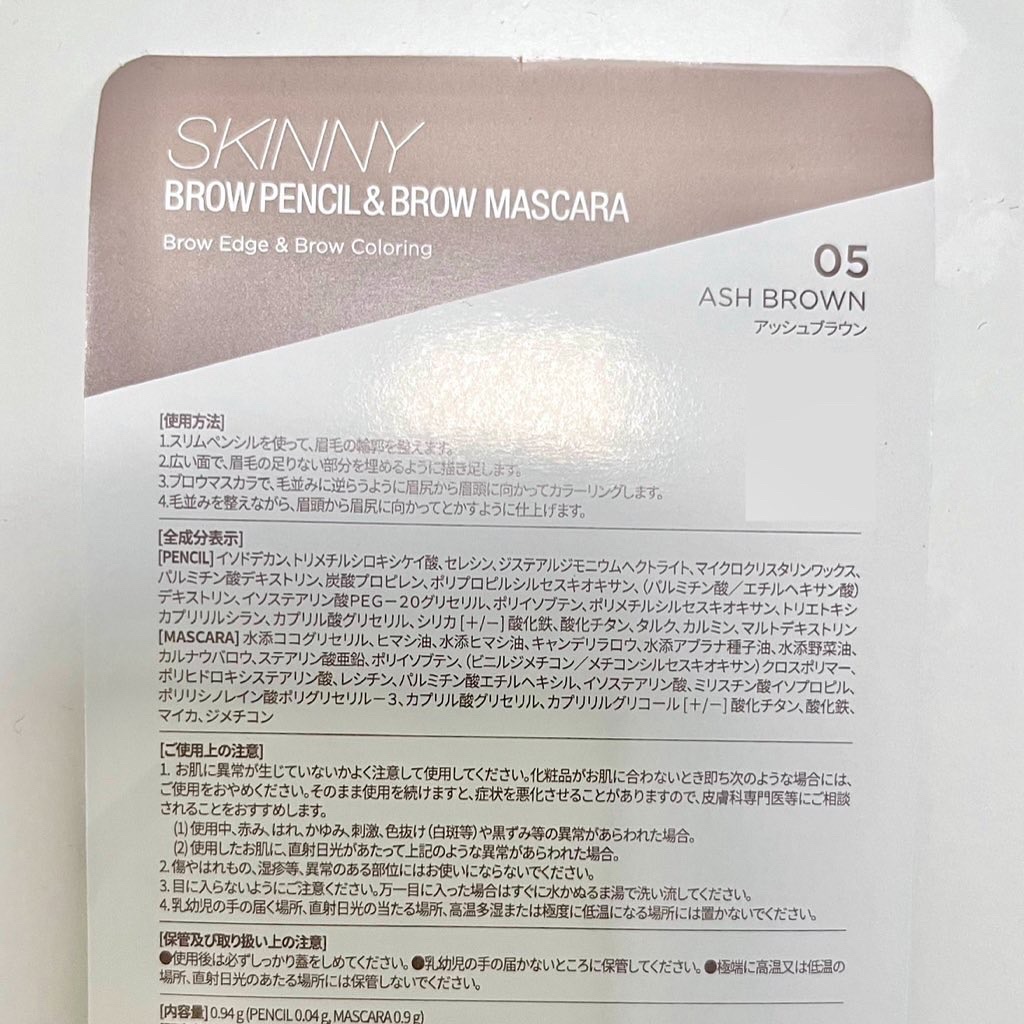 SKINNY
BROW PENCIL & BROW MASCARA
Brow Edge & Brow Coloring
05
ASH BROWN
アッシュブラウン
[使用方法]
1.スリムペンシルを使って、眉毛の輪郭を整えます。
2.広い面で、眉毛の足りない部分を埋めるように描き足します。
3.ブロウマスカラで、毛並みに逆らうように眉尻から眉頭に向かってカラーリングします。
4.毛並みを整えながら、眉頭から眉尻に向かってとかすように仕上げます。
[全成分表示]
[PENCIL] イソドデカン、トリメチルシロキシケイ酸、セレシン、ジステアルジモニウムヘクトライト、マイクロクリスタリンワックス、
パルミチン酸デキストリン、炭酸プロピレン、ポリプロピルシルセスキオキサン、(パルミチン酸／エチルヘキサン酸)
デキストリン、イソステアリン酸PEG－20グリセリル、ポリイソブテン、ポリメチルシルセスキオキサン、トリエトキシ
カプリリルシラン、カプリル酸グリセリル、シリカ [+/－] 酸化鉄、酸化チタン、タルク、カルミン、マルトデキストリン
[MASCARA] 水添ココグリセリル、ヒマシ油、水添ヒマシ油、キャンデリラロウ、水添アブラナ種子油、水添野菜油、
カルナウバロウ、ステアリン酸亜鉛、ポリイソブテン、(ビニルジメチコン／メチコンシルセスキオキサン) クロスポリマー、
ポリヒドロキシステアリン酸、レシチン、パルミチン酸エチルヘキシル、イソステアリン酸、ミリスチン酸イソプロピル、
ポリリシノレイン酸ポリグリセリル－3、カプリル酸グリセリル、カプリリルグリコール [+/－] 酸化チタン、酸化鉄、
マイカ、ジメチコン
[ご使用上の注意]
1. お肌に異常が生じていないかよく注意して使用してください。化粧品がお肌に合わないとき即ち次のような場合には、
ご使用をおやめください。そのまま使用を続けますと、症状を悪化させることがありますので、皮膚科専門医等にご相談
されることをおすすめします。
(1) 使用中、赤み、はれ、かゆみ、刺激、色抜け(白斑等)や黒ずみ等の異常があらわれた場合。
(2) 使用したお肌に、直射日光があたって上記のような異常があらわれた場合。
2. 傷やはれもの、湿疹等、異常のある部位にはお使いにならないでください。
3. 目に入らないようにご注意ください。万一目に入った場合はすぐに水かぬるま湯で洗い流してください。
4. 乳幼児の手の届く場所、直射日光の当たる場所、高温多湿または極度に低温になる場所には置かないでください。
[保管及び取り扱い上の注意]
●使用後は必ずしっかり蓋をしめてください。●乳幼児の手の届かないところに保管してください。●極端に高温又は低温の
場所、直射日光のあたる場所には保管しないでください。
[内容量] 0.94 g (PENCIL 0.04 g, MASCARA 0.9 g)